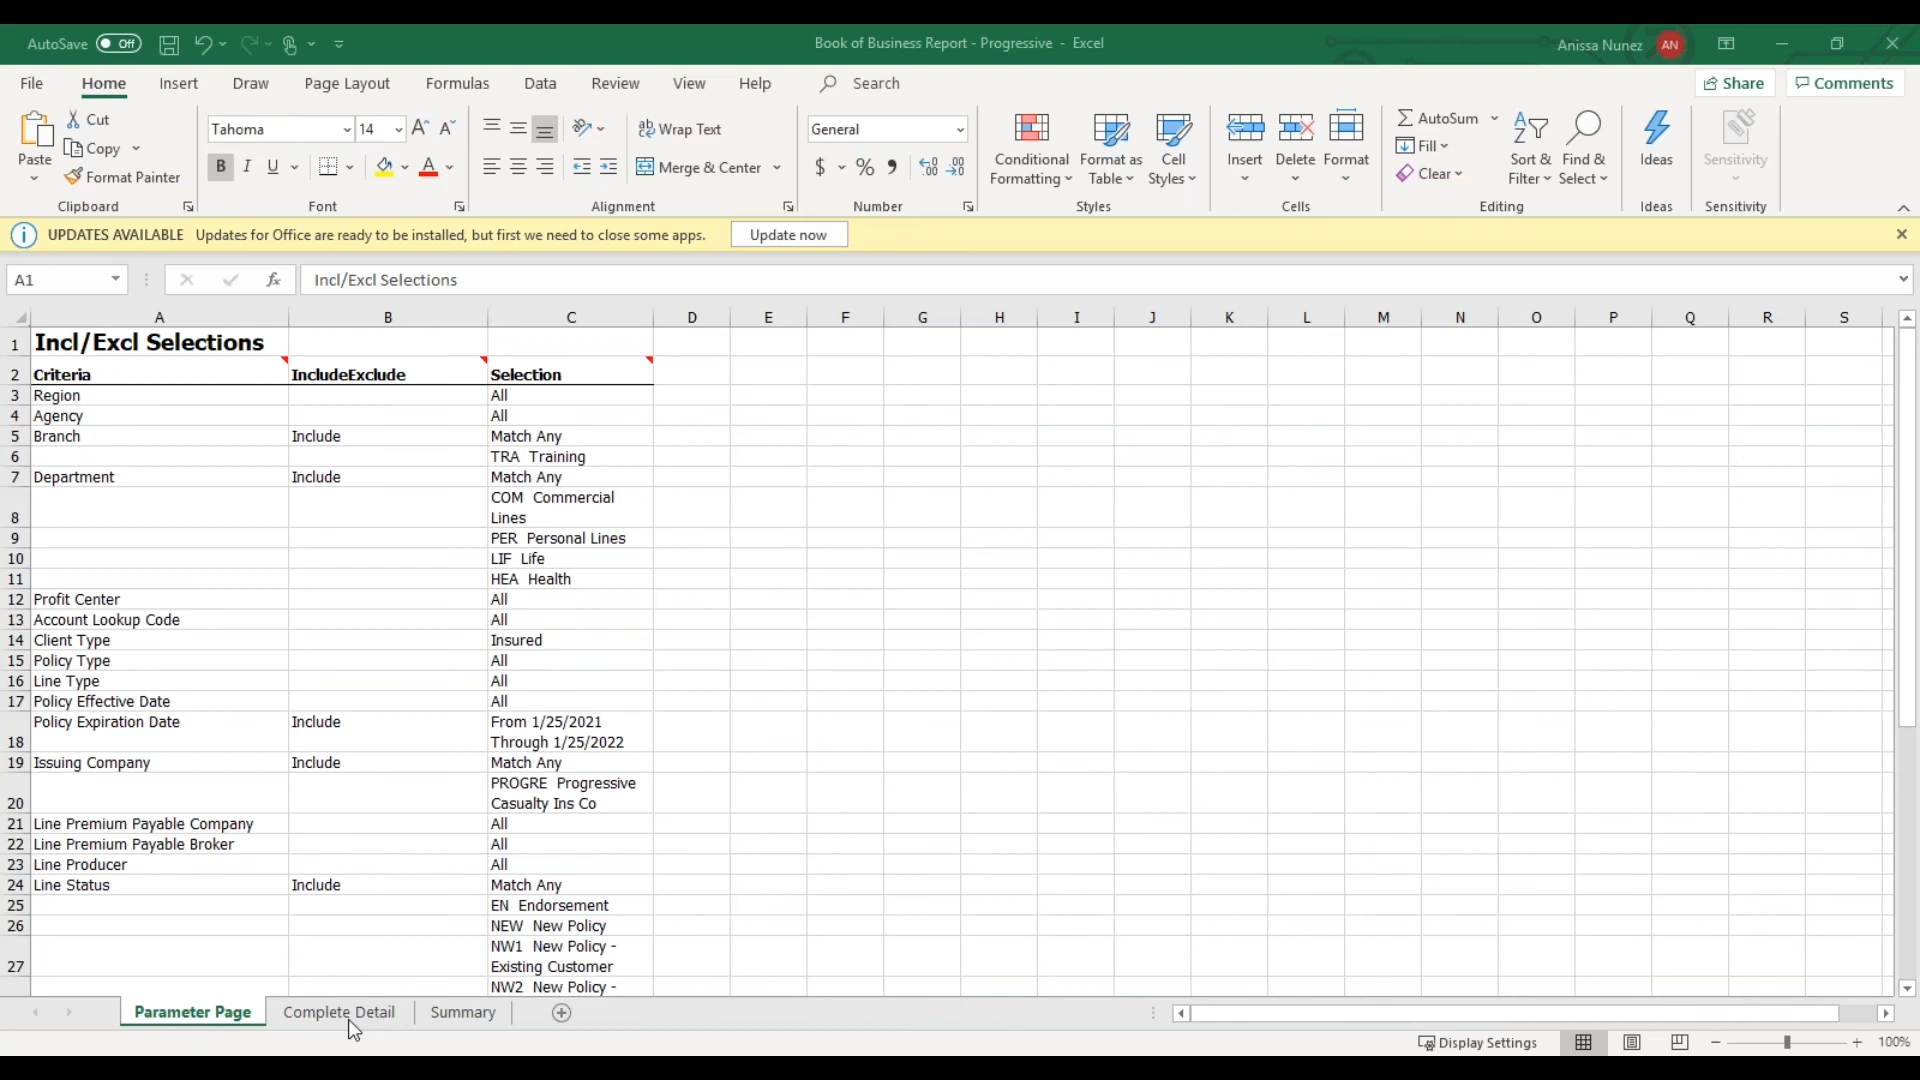 AutoSave Off
Book of Business Report - Progressive - Excel
Anissa Nunez AN
File Home Insert Draw Page Layout Formulas Data Review View Help Search
Share Comments
Paste
Cut
Copy
Format Painter
Clipboard
Tahoma 14
B I U
Font
Wrap Text
Merge & Center
Alignment
General
$ % 9
Number
Conditional
Formatting
Format as
Table
Cell
Styles
Styles
Insert
Delete
Format
Cells
AutoSum
Fill
Clear
Sort &
Filter
Find &
Select
Editing
Ideas
Ideas
Sensitivity
Sensitivity
UPDATES AVAILABLE Updates for Office are ready to be installed, but first we need to close some apps. Update now
A1 fx Incl/Excl Selections
A B C D E F G H I J K L M N O P Q R S
1 Incl/Excl Selections
2 Criteria IncludeExclude Selection
3 Region All
4 Agency All
5 Branch Include Match Any
6 TRA Training
7 Department Include Match Any
COM Commercial
8 Lines
9 PER Personal Lines
10 LIF Life
11 HEA Health
12 Profit Center All
13 Account Lookup Code All
14 Client Type Insured
15 Policy Type All
16 Line Type All
17 Policy Effective Date All
Policy Expiration Date Include From 1/25/2021
18 Through 1/25/2022
19 Issuing Company Include Match Any
PROGRE Progressive
20 Casualty Ins Co
21 Line Premium Payable Company All
22 Line Premium Payable Broker All
23 Line Producer All
24 Line Status Include Match Any
25 EN Endorsement
26 NEW New Policy
NW1 New Policy -
27 Existing Customer
NW2 New Policy -
Parameter Page Complete Detail Summary
Display Settings 100%